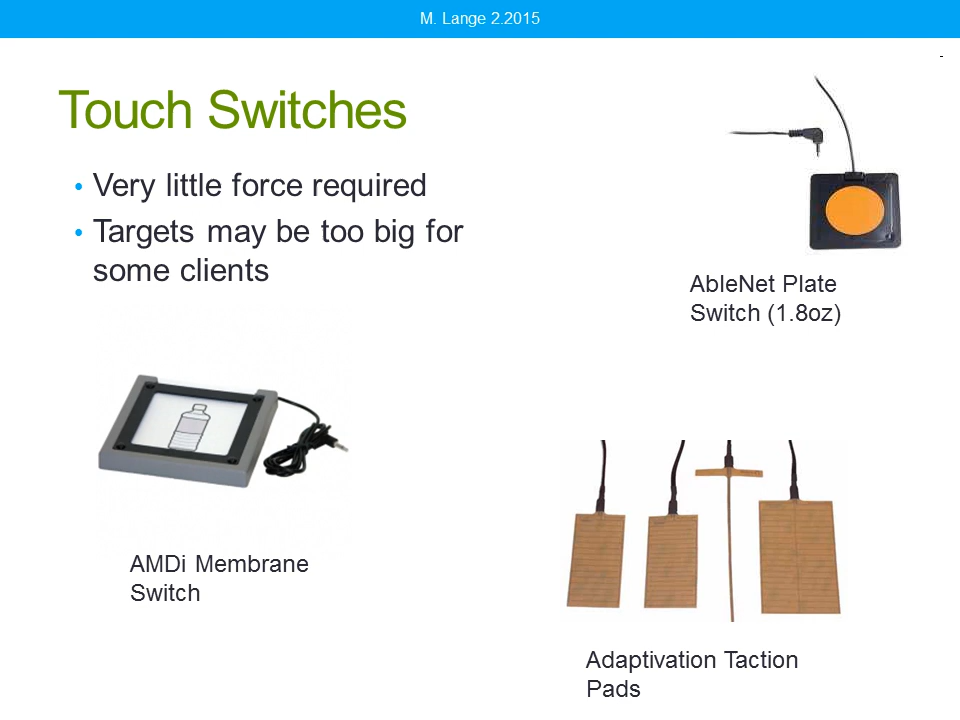 M. Lange 2.2015
Touch Switches
• Very little force required
• Targets may be too big for
some clients
AbleNet Plate
Switch (1.8oz)
AMDi Membrane
Switch
Adaptivation Taction
Pads